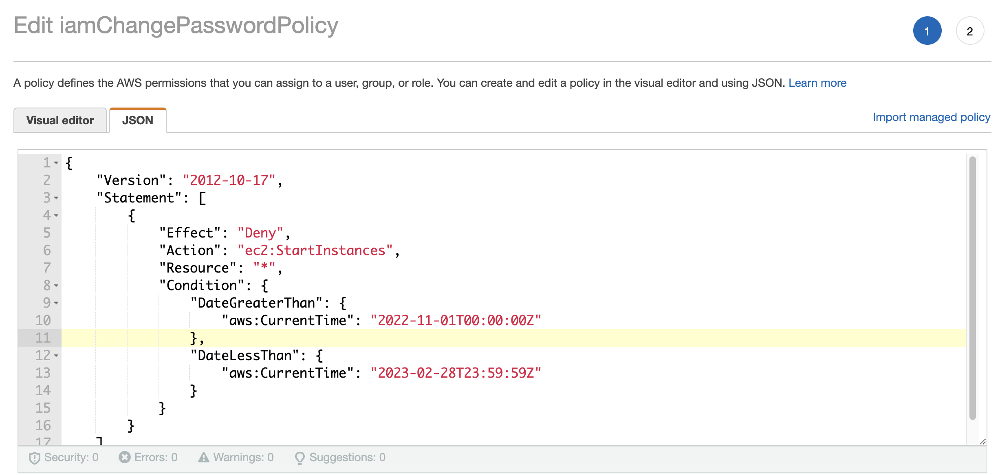 Edit iamChangePasswordPolicy
1
2
A policy defines the AWS permissions that you can assign to a user, group, or role. You can create and edit a policy in the visual editor and using JSON. Learn more
Visual editor
JSON
Import managed policy
1 {
2     "Version": "2012-10-17",
3     "Statement": [
4         {
5             "Effect": "Deny",
6             "Action": "ec2:StartInstances",
7             "Resource": "*",
8             "Condition": {
9                 "DateGreaterThan": {
10                     "aws:CurrentTime": "2022-11-01T00:00:00Z"
11                 },
12                 "DateLessThan": {
13                     "aws:CurrentTime": "2023-02-28T23:59:59Z"
14                 }
15             }
16         }
17     ]
Security: 0 Errors: 0 Warnings: 0 Suggestions: 0